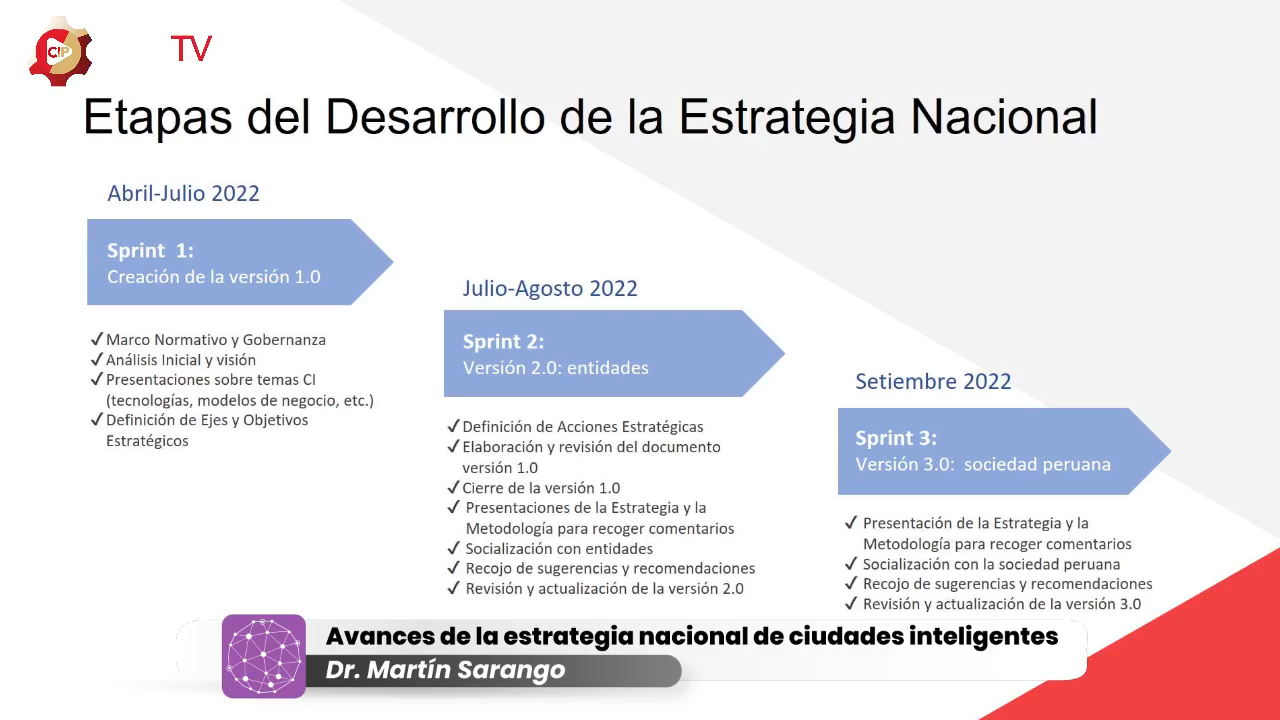 CIP
TV
Etapas del Desarrollo de la Estrategia Nacional
Abril-Julio 2022
Sprint 1:
Creación de la versión 1.0
✓Marco Normativo y Gobernanza
✓Análisis Inicial y visión
✓Presentaciones sobre temas CI
(tecnologías, modelos de negocio, etc.)
✓Definición de Ejes y Objetivos
Estratégicos
Julio-Agosto 2022
Sprint 2:
Versión 2.0: entidades
✓Definición de Acciones Estratégicas
✓Elaboración y revisión del documento
versión 1.0
✓Cierre de la versión 1.0
✓ Presentaciones de la Estrategia y la
Metodología para recoger comentarios
✓ Socialización con entidades
✓ Recojo de sugerencias y recomendaciones
✓ Revisión y actualización de la versión 2.0
Setiembre 2022
Sprint 3:
Versión 3.0: sociedad peruana
✓ Presentación de la Estrategia y la
Metodología para recoger comentarios
✓ Socialización con la sociedad peruana
✓ Recojo de sugerencias y recomendaciones
✓ Revisión y actualización de la versión 3.0
Avances de la estrategia nacional de ciudades inteligentes
Dr. Martín Sarango